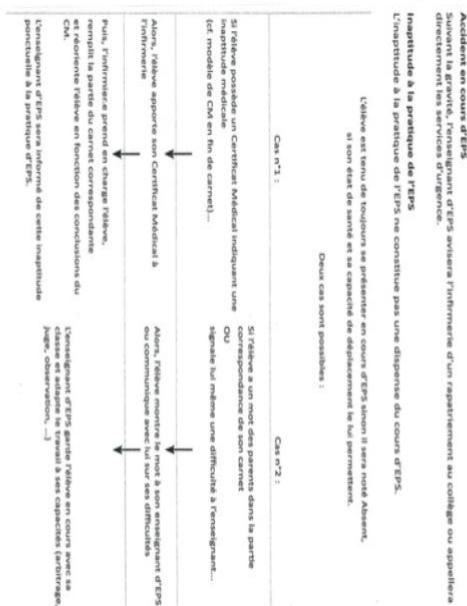 Accident en cours d'EPS
Suivant la gravité, l'enseignant d'EPS avisera l'infirmerie d'un rapatriement au collège ou appellera
directement les services d'urgence.
Inaptitude à la pratique de l'EPS
L'inaptitude à la pratique de l'EPS ne constitue pas une dispense du cours d'EPS.
L'élève est tenu de toujours se présenter en cours d'EPS sinon il sera noté Absent,
si son état de santé et sa capacité de déplacement le lui permettent.
Deux cas sont possibles :
Cas n°1 :
Si l'élève possède un Certificat Médical indiquant une
inaptitude médicale
(cf. modèle de CM en fin de carnet)...
Alors, l'élève apporte son Certificat Médical à
l'infirmerie
Puis, l'infirmier.e prend en charge l'élève,
remplit la partie du carnet correspondante
et réoriente l'élève en fonction des conclusions du
CM.
L'enseignant d'EPS sera informé de cette inaptitude
ponctuelle à la pratique d'EPS.
Cas n°2 :
Si l'élève a un mot des parents dans la partie
correspondance de son carnet
OU
signale lui même une difficulté à l'enseignant...
Alors, l'élève montre le mot à son enseignant d'EPS
ou communique avec lui sur ses difficultés
L'enseignant d'EPS garde l'élève en cours avec sa
classe et adapte le travail à ses capacités (arbitrage,
juge, observation, ...)